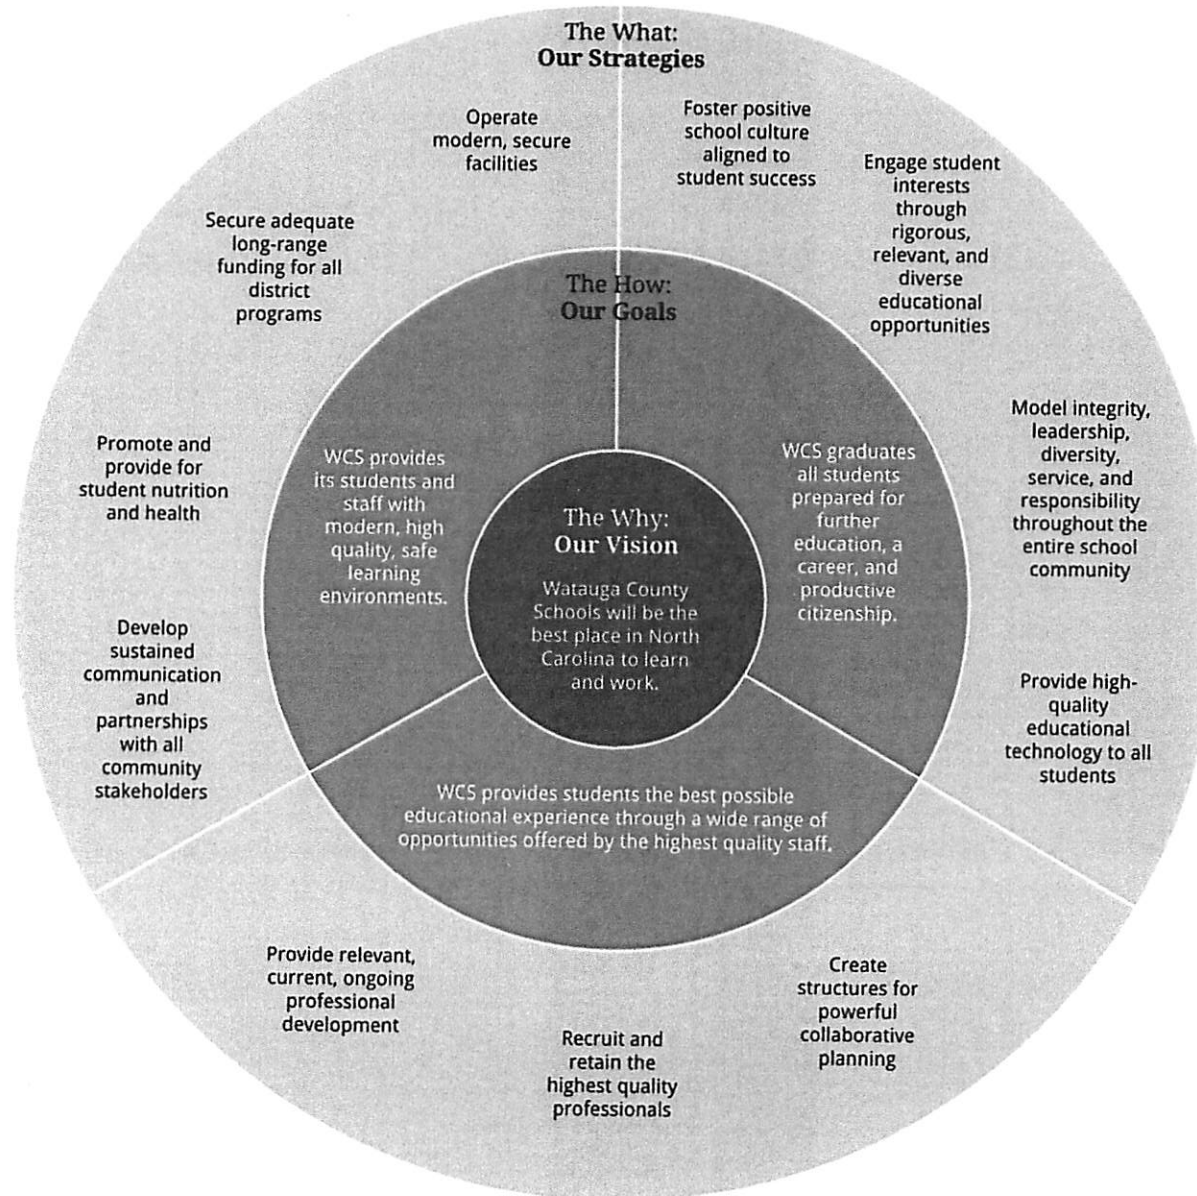 The What:
Our Strategies
Operate
modern, secure
facilities
Foster positive
school culture
aligned to
student success
Engage student
interests
through
rigorous,
relevant, and
diverse
educational
opportunities
Secure adequate
long-range
funding for all
district
programs
The How:
Our Goals
Model integrity,
leadership,
diversity,
service, and
responsibility
throughout the
entire school
community
Promote and
provide for
student nutrition
and health
WCS provides
its students and
staff with
modern, high
quality, safe
learning
environments.
WCS graduates
all students
prepared for
further
education, a
career, and
productive
citizenship.
The Why:
Our Vision
Watauga County
Schools will be the
best place in North
Carolina to learn
and work.
Develop
sustained
communication
and
partnerships
with all
community
stakeholders
Provide high-
quality
educational
technology to all
students
WCS provides students the best possible
educational experience through a wide range of
opportunities offered by the highest quality staff.
Provide relevant,
current, ongoing
professional
development
Recruit and
retain the
highest quality
professionals
Create
structures for
powerful
collaborative
planning